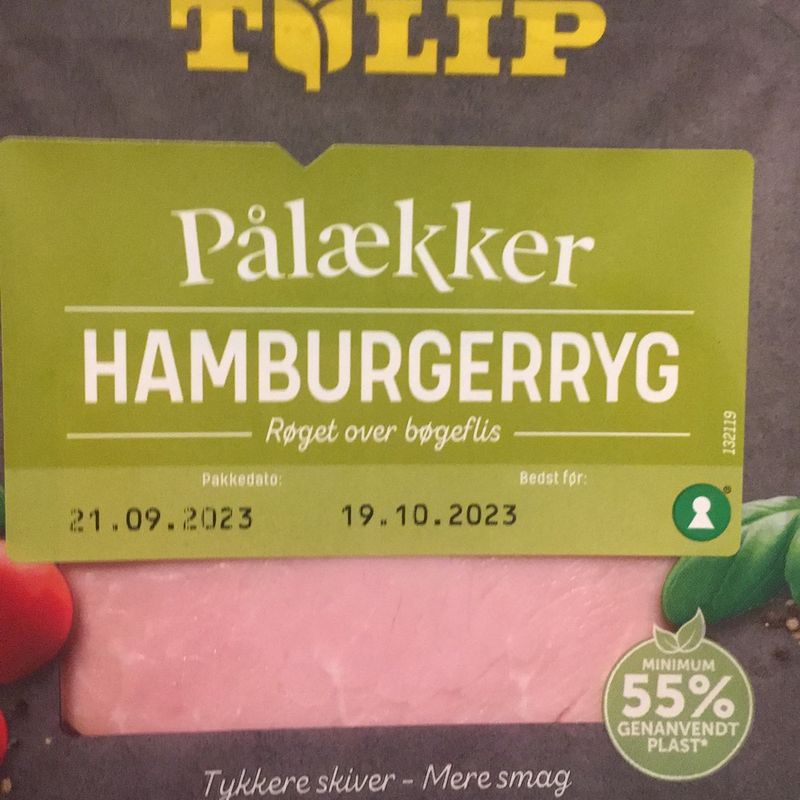 TULIP
Pålækker
HAMBURGERRYG
Røget over bøgeflis
132119
Pakkedato: Bedst før:
21.09.2023 19.10.2023
®
MINIMUM
55%
GENANVENDT
PLAST*
Tykkere skiver - Mere smag